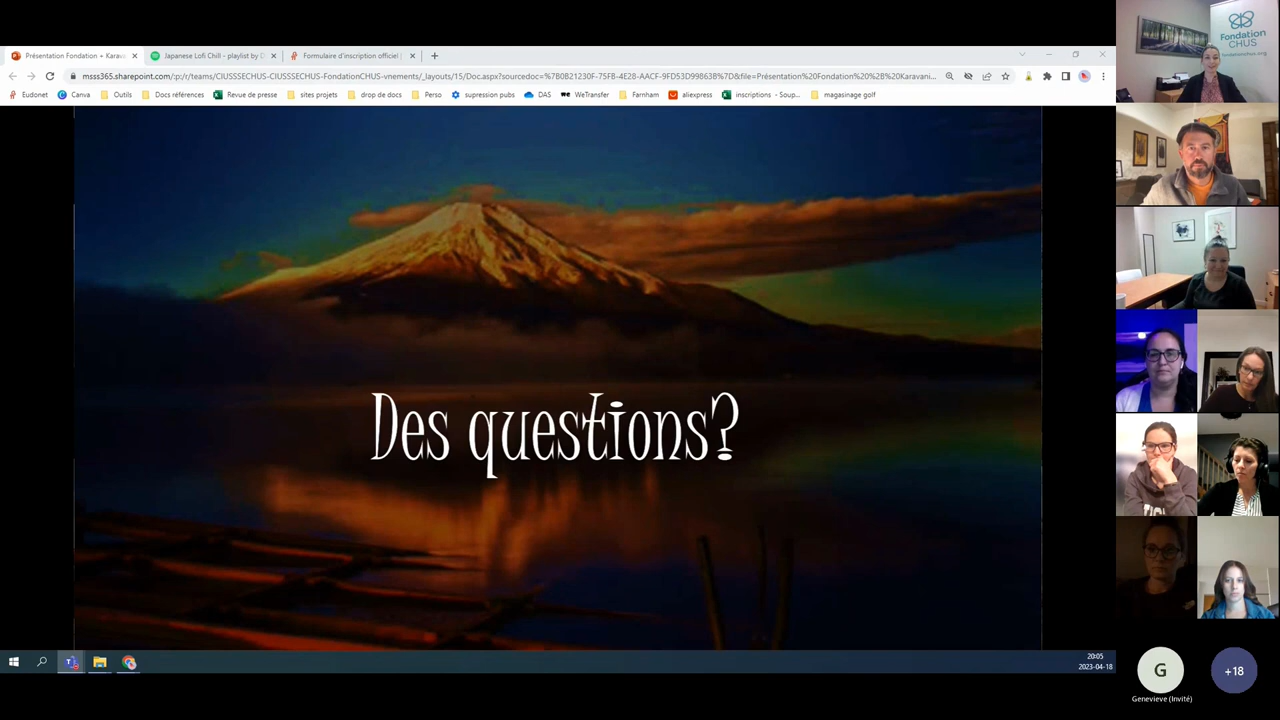 Présentation Fondation + Karava
Japanese Lofi Chill - playlist by D
Formulaire d'inscription officiel |
msss365.sharepoint.com/:p:/r/teams/CIUSSSECHUS-CIUSSSECHUS-FondationCHUS-vnements/_layouts/15/Doc.aspx?sourcedoc=%7B0B21230F-75FB-4E28-AACF-9FD53D998638%7D&file=Présentation%20Fondation%20%2B%20Karavani...
Eudonet
Canva
Outils
Docs référencés
Revue de presse
sites projets
drop de docs
Perso
supression pubs
DAS
WeTransfer
Farnham
aliexpress
inscriptions - Soup...
magasinage golf
Des questions?
20:05
2023-04-18
Fondation
CHUS
fondationchus.org
G
+18
Genevieve (Invité)